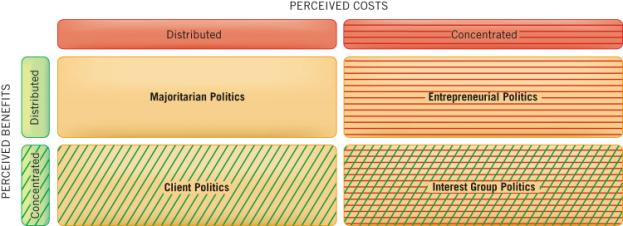 PERCEIVED COSTS
Distributed
Concentrated
PERCEIVED BENEFITS
Distributed
Majoritarian Politics
Entrepreneurial Politics
Concentrated
Client Politics
Interest Group Politics